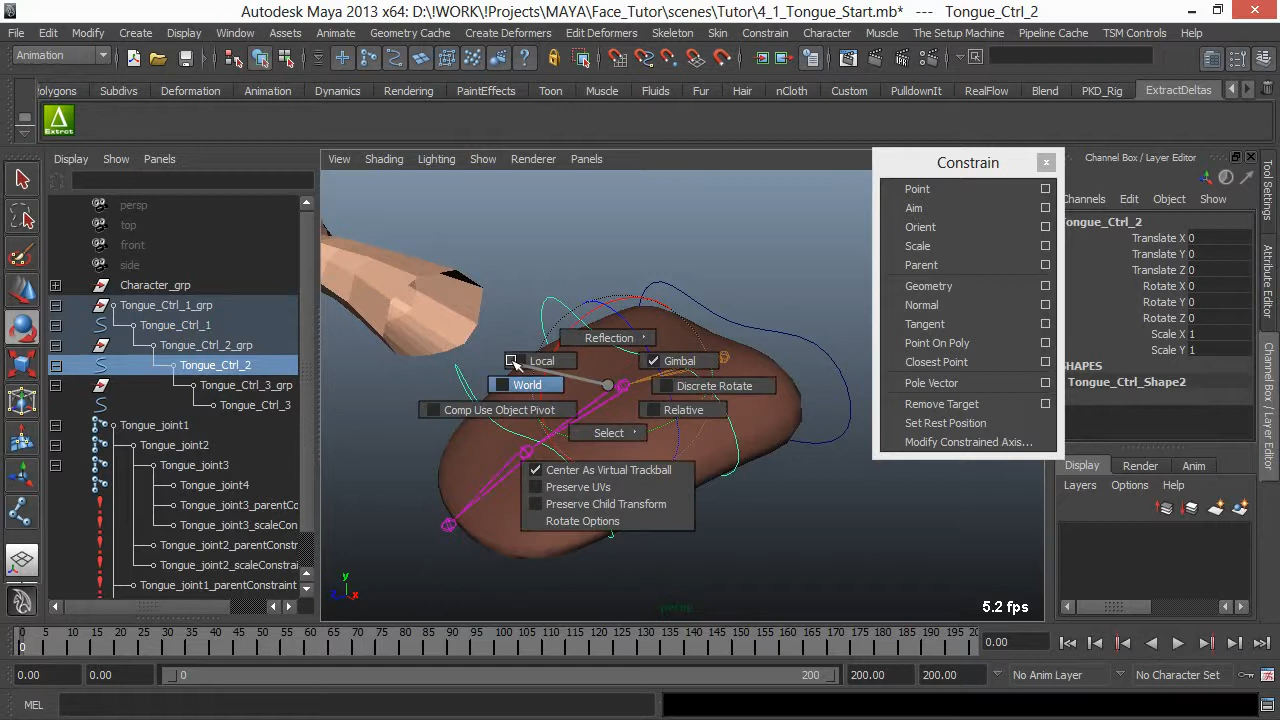 Autodesk Maya 2013 x64: D:\!WORK\!Projects\MAYA\Face_Tutor\scenes\Tutor\4_1_Tongue_Start.mb* --- Tongue_Ctrl_2
File Edit Modify Create Display Window Assets Animate Geometry Cache Create Deformers Edit Deformers Skeleton Skin Constrain Character Muscle The Setup Machine Pipeline Cache TSM Controls Help
Animation
olygons Subdivs Deformation Animation Dynamics Rendering PaintEffects Toon Muscle Fluids Fur Hair nCloth Custom PulldownIt RealFlow Blend PKD_Rig ExtractDeltas
Extrct
Display Show Panels
persp
top
front
side
Character_grp
Tongue_Ctrl_1_grp
Tongue_Ctrl_1
Tongue_Ctrl_2_grp
Tongue_Ctrl_2
Tongue_Ctrl_3_grp
Tongue_Ctrl_3
Tongue_joint1
Tongue_joint2
Tongue_joint3
Tongue_joint4
Tongue_joint3_parentCo
Tongue_joint3_scaleCon
Tongue_joint2_parentConstr
Tongue_joint2_scaleConstra
Tongue_joint1_parentConstraint
View Shading Lighting Show Renderer Panels
Reflection
Local
Gimbal
World
Discrete Rotate
Comp Use Object Pivot
Relative
Select
Center As Virtual Trackball
Preserve UVs
Preserve Child Transform
Rotate Options
y
z x
persp
5.2 fps
Constrain
Point
Aim
Orient
Scale
Parent
Geometry
Normal
Tangent
Point On Poly
Closest Point
Pole Vector
Remove Target
Set Rest Position
Modify Constrained Axis...
Channel Box / Layer Editor
Channels Edit Object Show
Tongue_Ctrl_2
Translate X 0
Translate Y 0
Translate Z 0
Rotate X 0
Rotate Y 0
Rotate Z 0
Scale X 1
Scale Y 1
SHAPES
Tongue_Ctrl_Shape2
Display Render Anim
Layers Options Help
Tool Settings
Attribute Editor
Channel Box / Layer Editor
0 5 10 15 20 25 30 35 40 45 50 55 60 65 70 75 80 85 90 95 100 105 110 115 120 125 130 135 140 145 150 155 160 165 170 175 180 185 190 195 20
0
0.00
0.00 0.00 0 200 200.00 200.00 No Anim Layer No Character Set
MEL